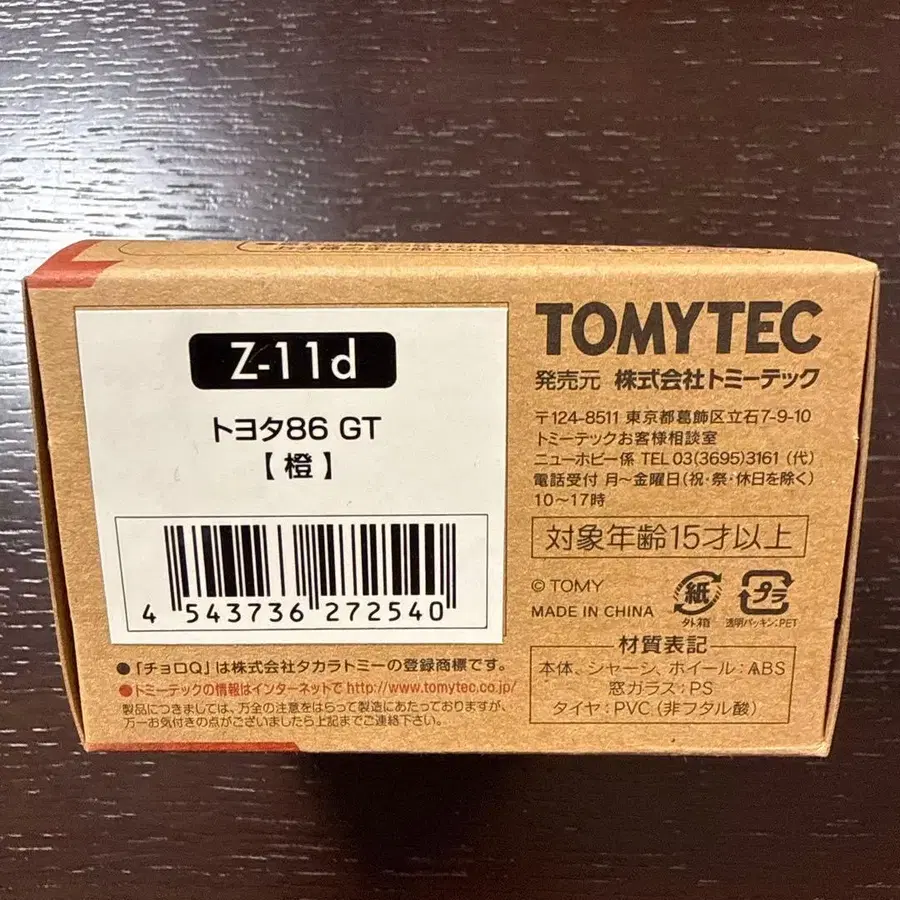 Z-11d
トヨタ86 GT
【橙】
4 543736 272540
●「チョロQ」は株式会社タカラトミーの登録商標です。
●トミーテックの情報はインターネットで http://www.tomytec.co.jp/
製品につきましては、万全の注意をはらって製造にあたっておりますが、
万一お気付きの点がございましたら上記までご連絡下さい。
TOMYTEC
発売元 株式会社トミーテック
〒124-8511 東京都葛飾区立石7-9-10
トミーテックお客様相談室
ニューホビー係 TEL 03(3695)3161 (代)
電話受付 月〜金曜日(祝・祭・休日を除く)
10〜17時
対象年齢15才以上
© TOMY
MADE IN CHINA
紙
外箱
プラ
透明パッキン:PET
材質表記
本体、シャーシ、ホイール:ABS
窓ガラス:PS
タイヤ:PVC(非フタル酸)